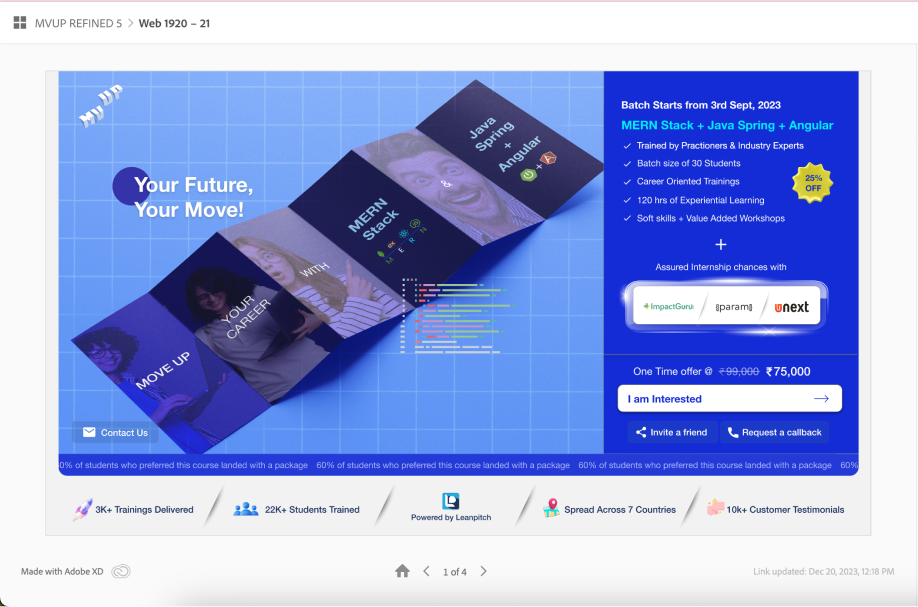 MVUP REFINED 5 > Web 1920 – 21
MVUP
Your Future,
Your Move!
MOVE UP
YOUR
CAREER
WITH
MERN
Stack
M E R N
&
Java
Spring
+
Angular
+
Contact Us
Batch Starts from 3rd Sept, 2023
MERN Stack + Java Spring + Angular
Trained by Practioners & Industry Experts
Batch size of 30 Students
Career Oriented Trainings
120 hrs of Experiential Learning
Soft skills + Value Added Workshops
25%
OFF
+
Assured Internship chances with
ImpactGuru
param
unext
One Time offer @ ₹99,000 ₹75,000
I am Interested
Invite a friend
Request a callback
0% of students who preferred this course landed with a package 60% of students who preferred this course landed with a package 60% of students who preferred this course landed with a package 60%
3K+ Trainings Delivered
22K+ Students Trained
Powered by Leanpitch
Spread Across 7 Countries
10k+ Customer Testimonials
Made with Adobe XD
1 of 4
Link updated: Dec 20, 2023, 12:18 PM